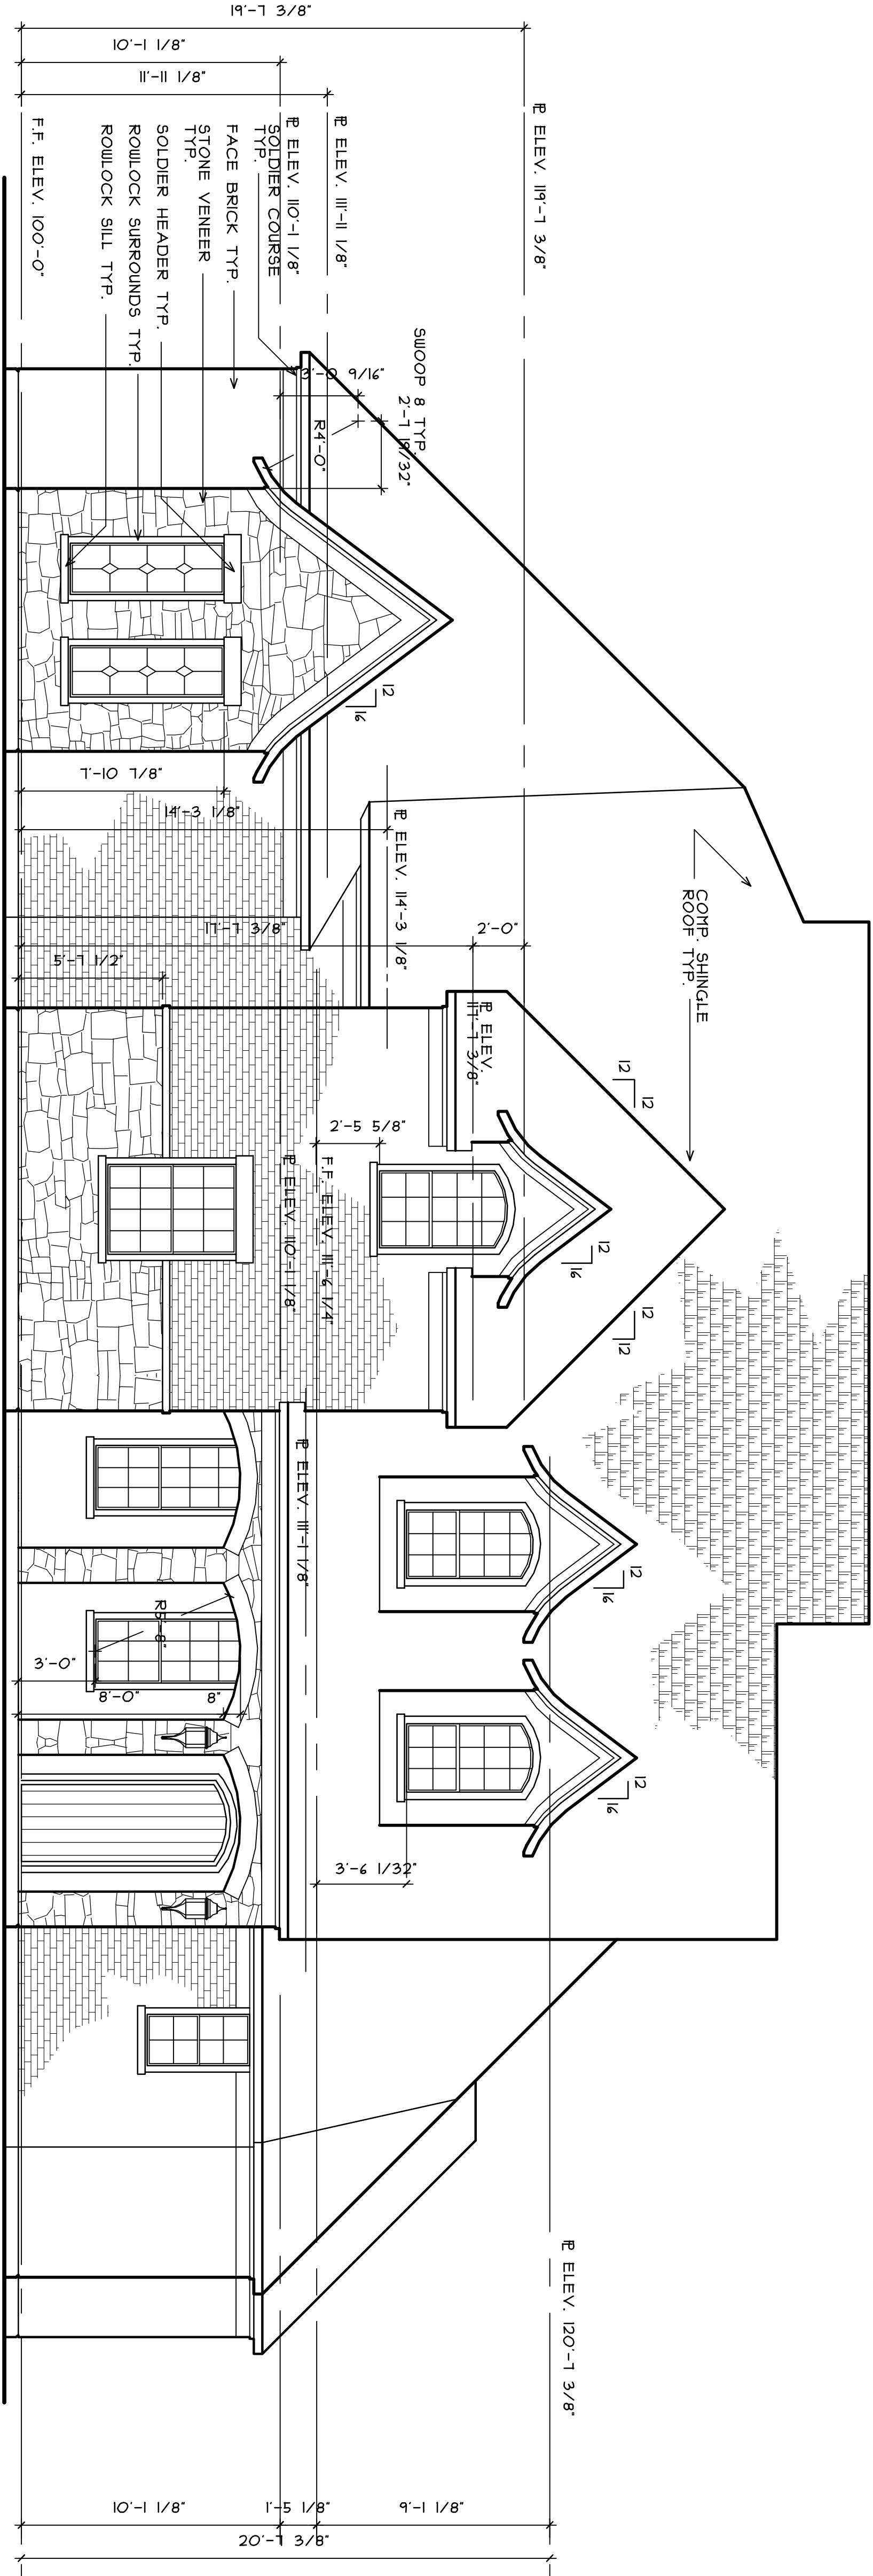 19'-7 3/8"
10'-1 1/8"
11'-11 1/8"
℄ ELEV. 119'-7 3/8"
℄ ELEV. 111'-11 1/8"
℄ ELEV. 110'-1 1/8"
SOLDIER COURSE
TYP.
FACE BRICK TYP.
STONE VENEER
TYP.
SOLDIER HEADER TYP.
ROWLOCK SURROUNDS TYP.
ROWLOCK SILL TYP.
F.F. ELEV. 100'-0"
SWOOP 8 TYP.
2'-7 19/32"
3'-0 9/16"
R4'-0"
12
16
7'-10 7/8"
14'-3 1/8"
℄ ELEV. 114'-3 1/8"
17'-7 3/8"
2'-0"
5'-7 1/2"
COMP. SHINGLE
ROOF TYP.
℄ ELEV.
117'-7 3/8"
12
12
2'-5 5/8"
F.F. ELEV. 111'-6 1/4"
℄ ELEV. 110'-1 1/8"
12
16
12
12
℄ ELEV. 111'-1 1/8"
12
16
R5'-8"
3'-0"
8'-0"
8"
12
16
3'-6 1/32"
℄ ELEV. 120'-7 3/8"
10'-1 1/8"
1'-5 1/8"
9'-1 1/8"
20'-7 3/8"